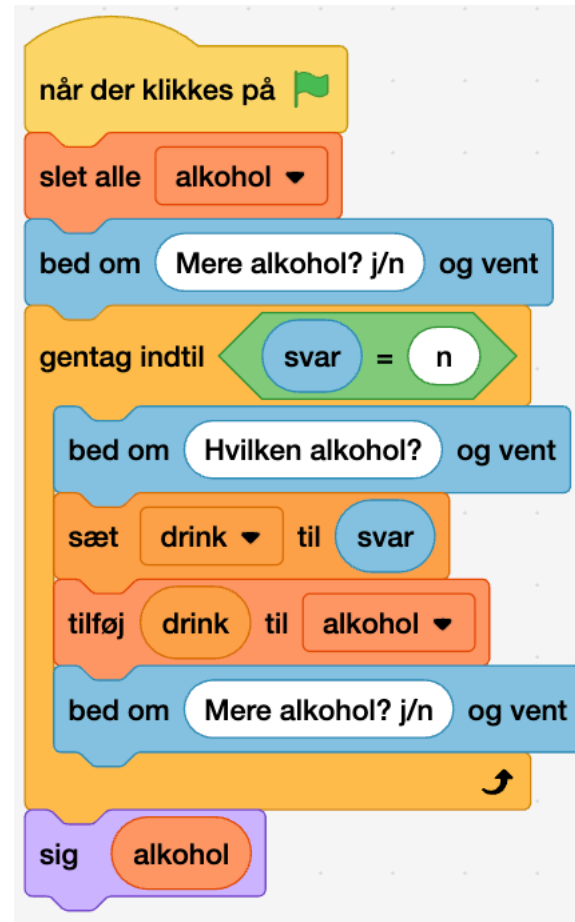 når der klikkes på
slet alle alkohol
bed om Mere alkohol? j/n og vent
gentag indtil svar = n
bed om Hvilken alkohol? og vent
sæt drink til svar
tilføj drink til alkohol
bed om Mere alkohol? j/n og vent
sig alkohol